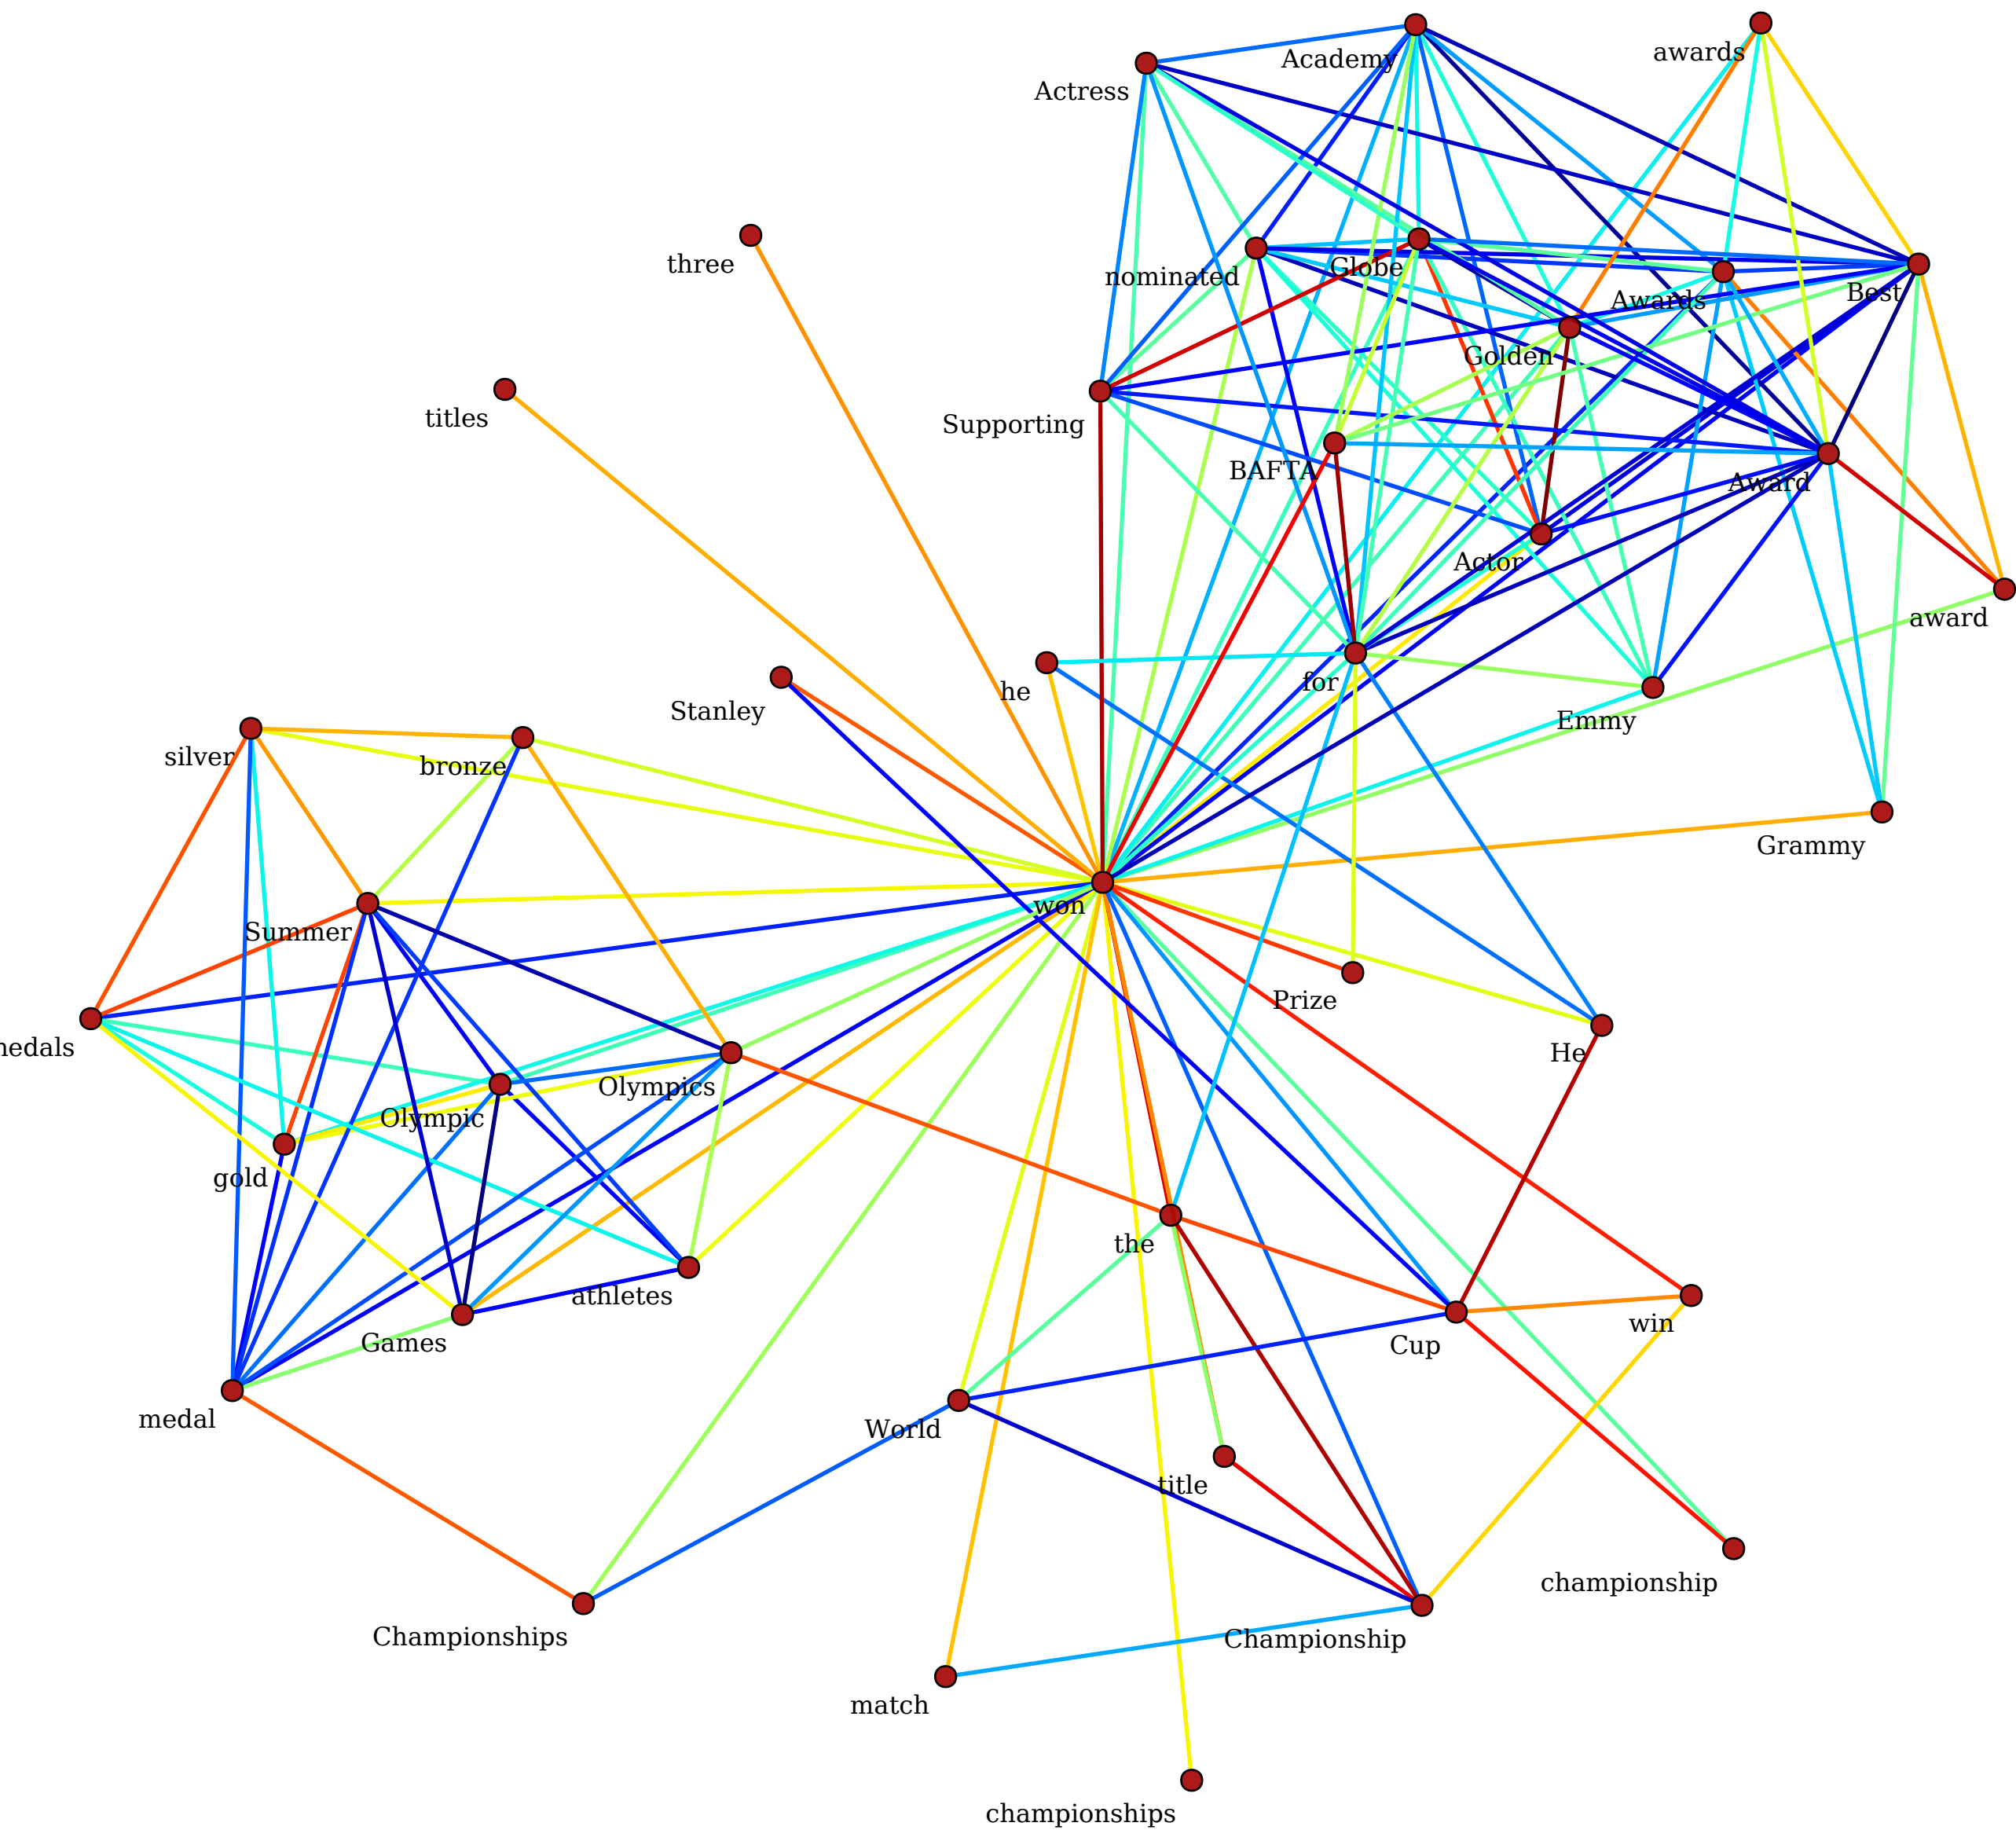 awards
Academy
Actress
three
Globe
nominated
Awards
Best
Golden
titles
Supporting
BAFTA
Award
Actor
award
he
for
Stanley
Emmy
silver
bronze
Grammy
won
Summer
Prize
medals
He
Olympics
Olympic
gold
the
athletes
win
Games
Cup
medal
World
title
championship
Championships
Championship
match
championships